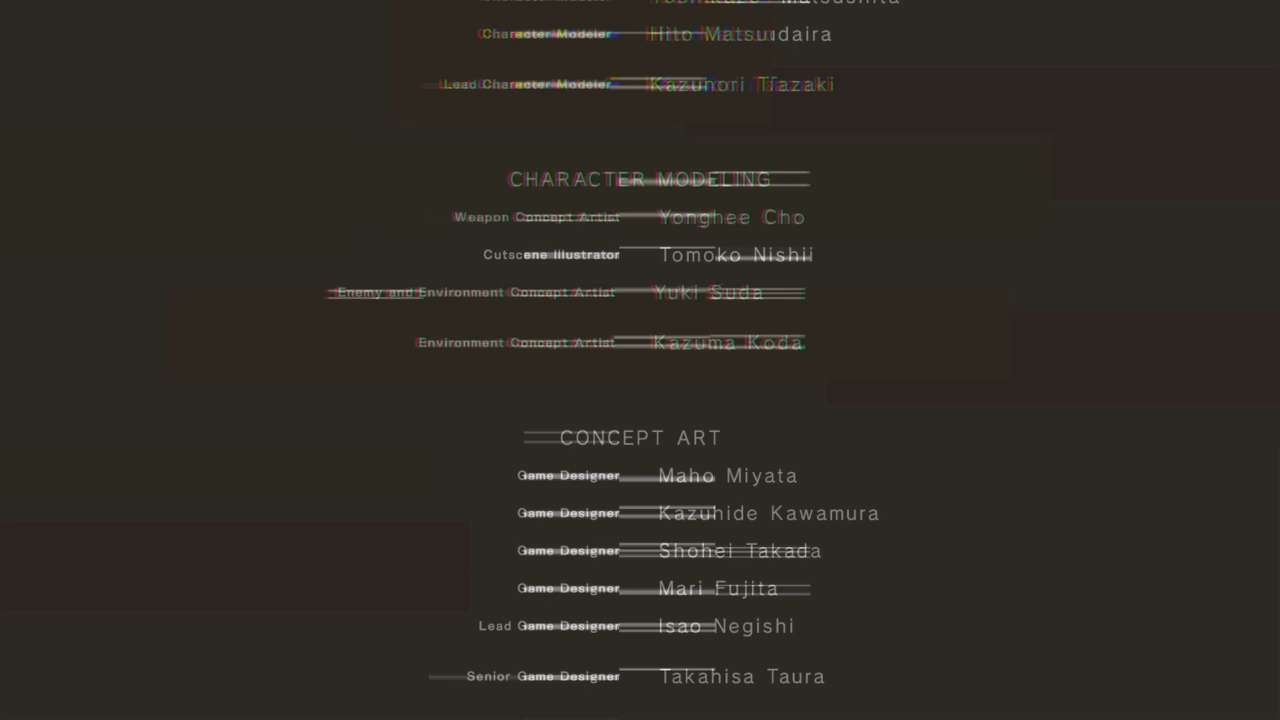 Character Modeler Hito Matsudaira
Lead Character Modeler Kazunori
CHARACTER MODELING
Weapon Concept Artist Yonghee Cho
Cutscene Illustrator Tomoko Nishii
Enemy and Environment Concept Artist Yuki Suda
Environment Concept Artist Kazuma Koda
CONCEPT ART
Game Designer Maho Miyata
Game Designer Kazuhide Kawamura
Game Designer Shohei Takada
Game Designer Mari Fujita
Lead Game Designer Isao Negishi
Senior Game Designer Takahisa Taura